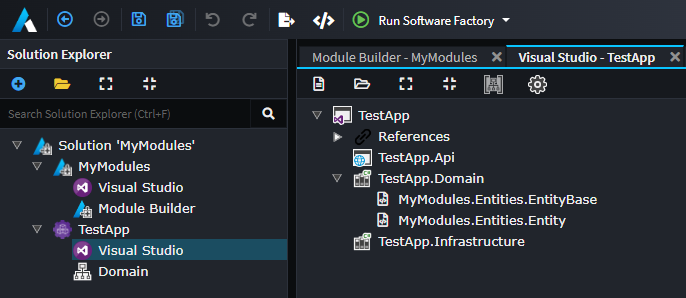 Run Software Factory
Solution Explorer
Search Solution Explorer (Ctrl+F)
Solution 'MyModules'
MyModules
Visual Studio
Module Builder
TestApp
Visual Studio
Domain
Module Builder - MyModules
Visual Studio - TestApp
TestApp
References
TestApp.Api
TestApp.Domain
MyModules.Entities.EntityBase
MyModules.Entities.Entity
TestApp.Infrastructure